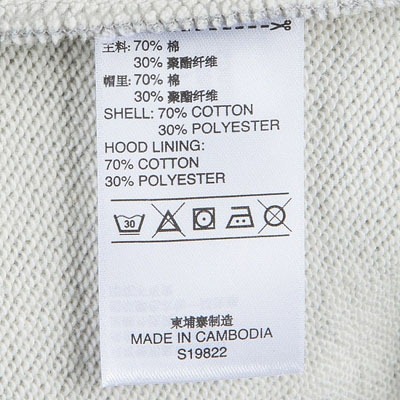 主料: 70% 棉
30% 聚酯纤维
帽里: 70% 棉
30% 聚酯纤维
SHELL: 70% COTTON
30% POLYESTER
HOOD LINING:
70% COTTON
30% POLYESTER
30
柬埔寨制造
MADE IN CAMBODIA
S19822